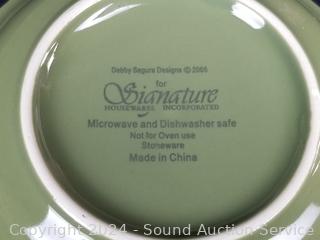 Debby Segura Designs © 2005
for
Signature
HOUSEWARES, INCORPORATED
Microwave and Dishwasher safe
Not for Oven use
Stoneware
Made in China
Copyright 2024 - Sound Auction Service